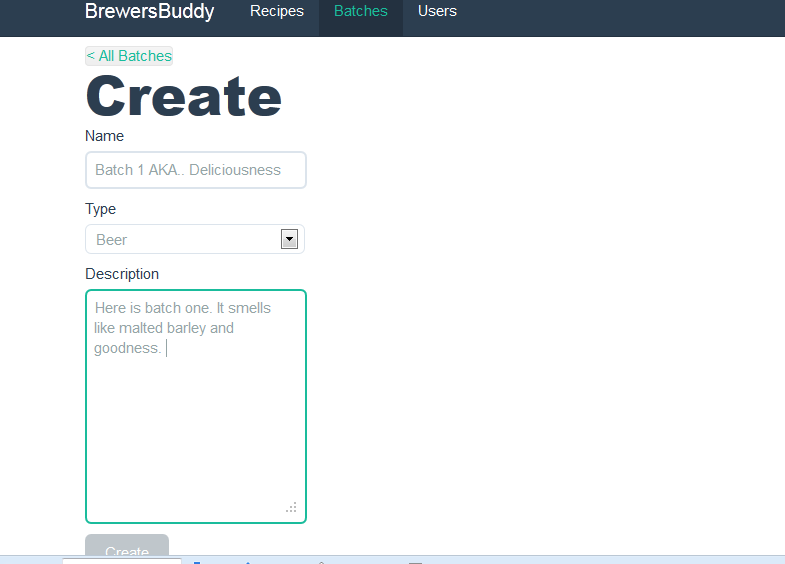 BrewersBuddy Recipes Batches Users
< All Batches
Create
Name
Batch 1 AKA.. Deliciousness
Type
Beer
Description
Here is batch one. It smells
like malted barley and
goodness.
Create